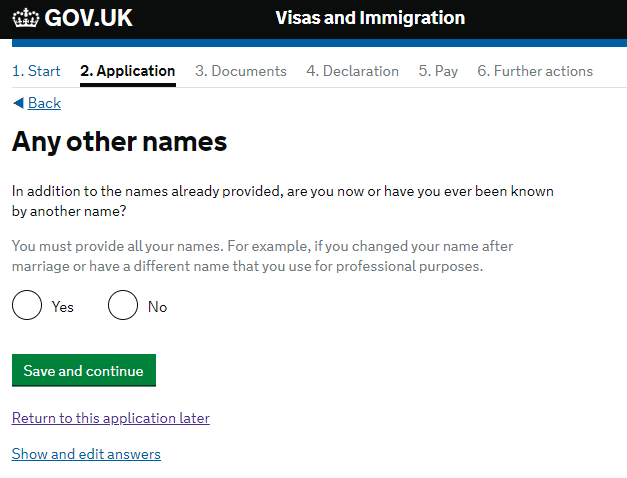 GOV.UK
Visas and Immigration
1. Start 2. Application 3. Documents 4. Declaration 5. Pay 6. Further actions
Back
Any other names
In addition to the names already provided, are you now or have you ever been known
by another name?
You must provide all your names. For example, if you changed your name after
marriage or have a different name that you use for professional purposes.
Yes No
Save and continue
Return to this application later
Show and edit answers